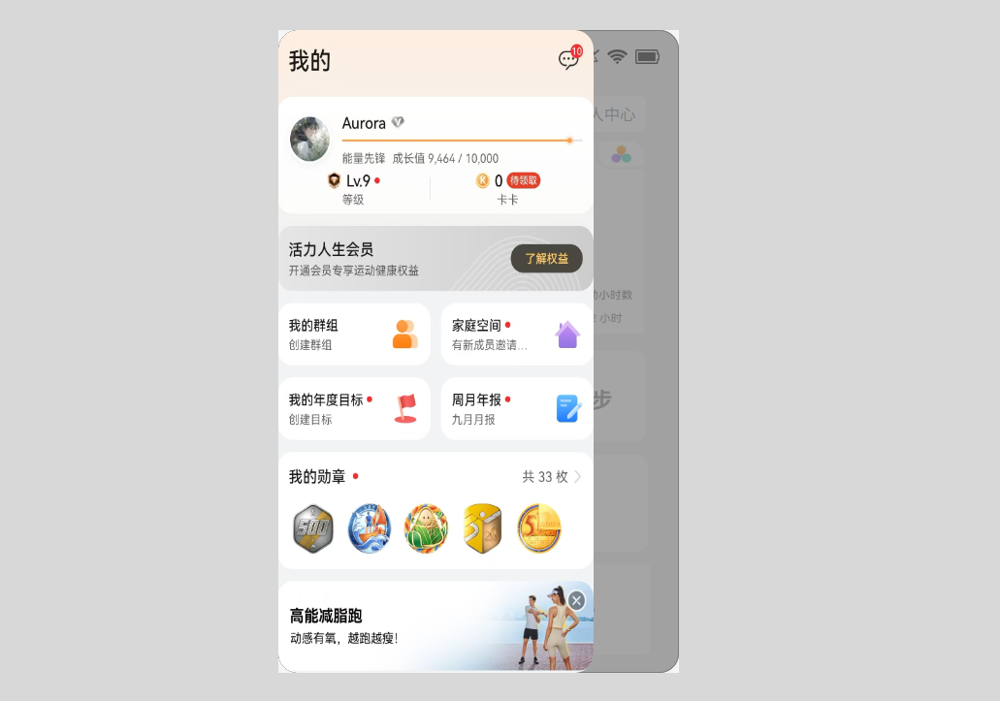 我的
10
人中心
Aurora
能量先锋 成长值 9,464 / 10,000
Lv.9
等级
K 0 待领取
卡卡
活力人生会员
开通会员专享运动健康权益
了解权益
小时数
小时
我的群组
创建群组
家庭空间
有新成员邀请...
步
我的年度目标
创建目标
周月年报
九月月报
我的勋章
共 33 枚
500
5
高能减脂跑
动感有氧，越跑越瘦！